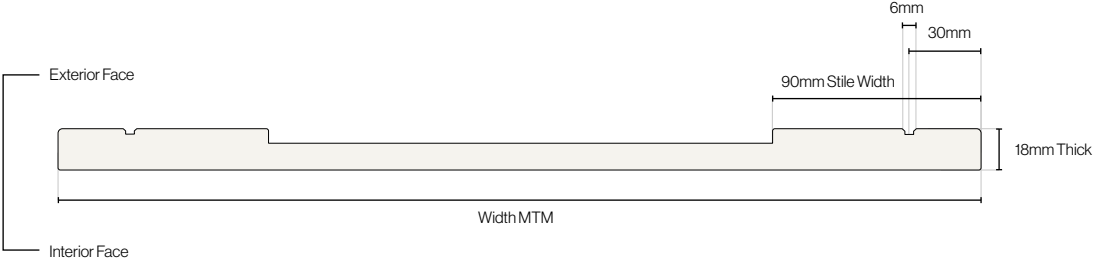 6mm
30mm
Exterior Face
90mm Stile Width
18mm Thick
Width MTM
Interior Face